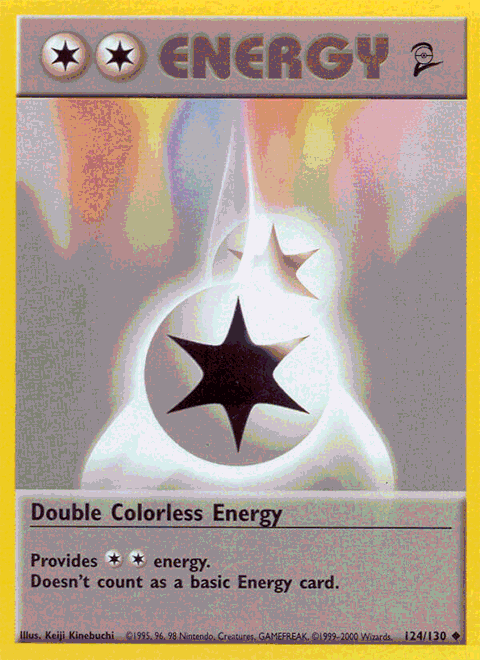 ENERGY
Double Colorless Energy
Provides energy.
Doesn't count as a basic Energy card.
Illus. Keiji Kinebuchi ©1995, 96, 98 Nintendo, Creatures, GAMEFREAK. ©1999-2000 Wizards. 124/130